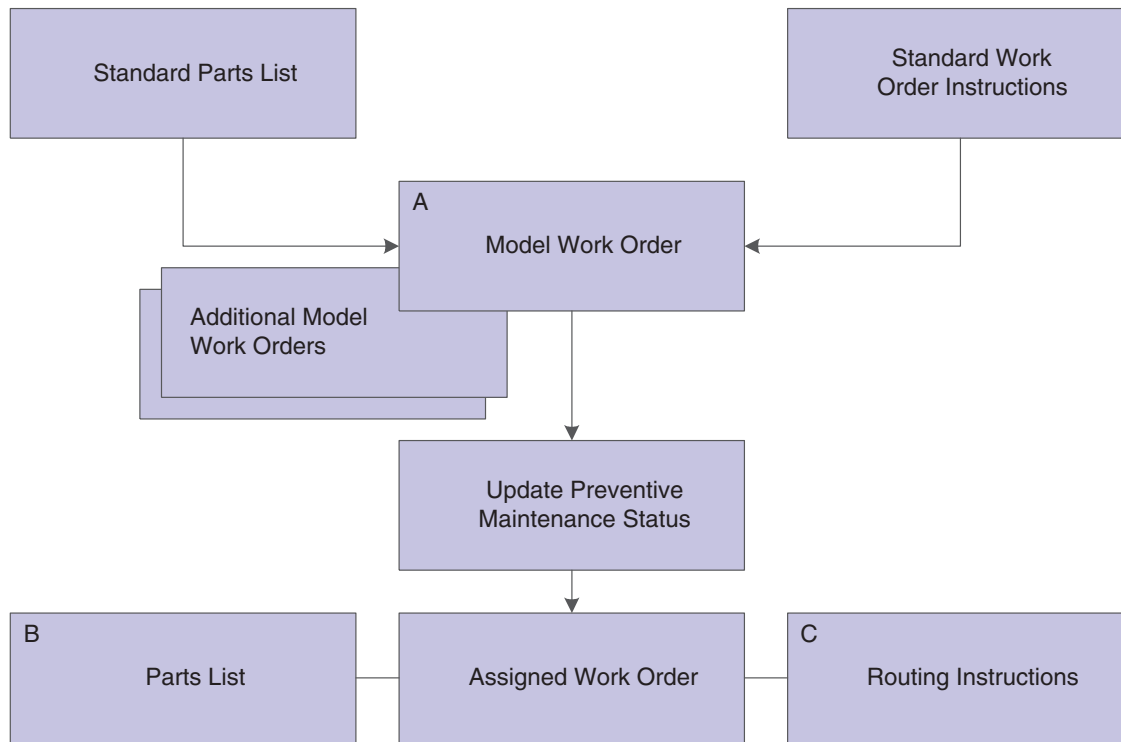 Standard Parts List
Standard Work
Order Instructions
A
Model Work Order
Additional Model
Work Orders
Update Preventive
Maintenance Status
B
Parts List
Assigned Work Order
C
Routing Instructions